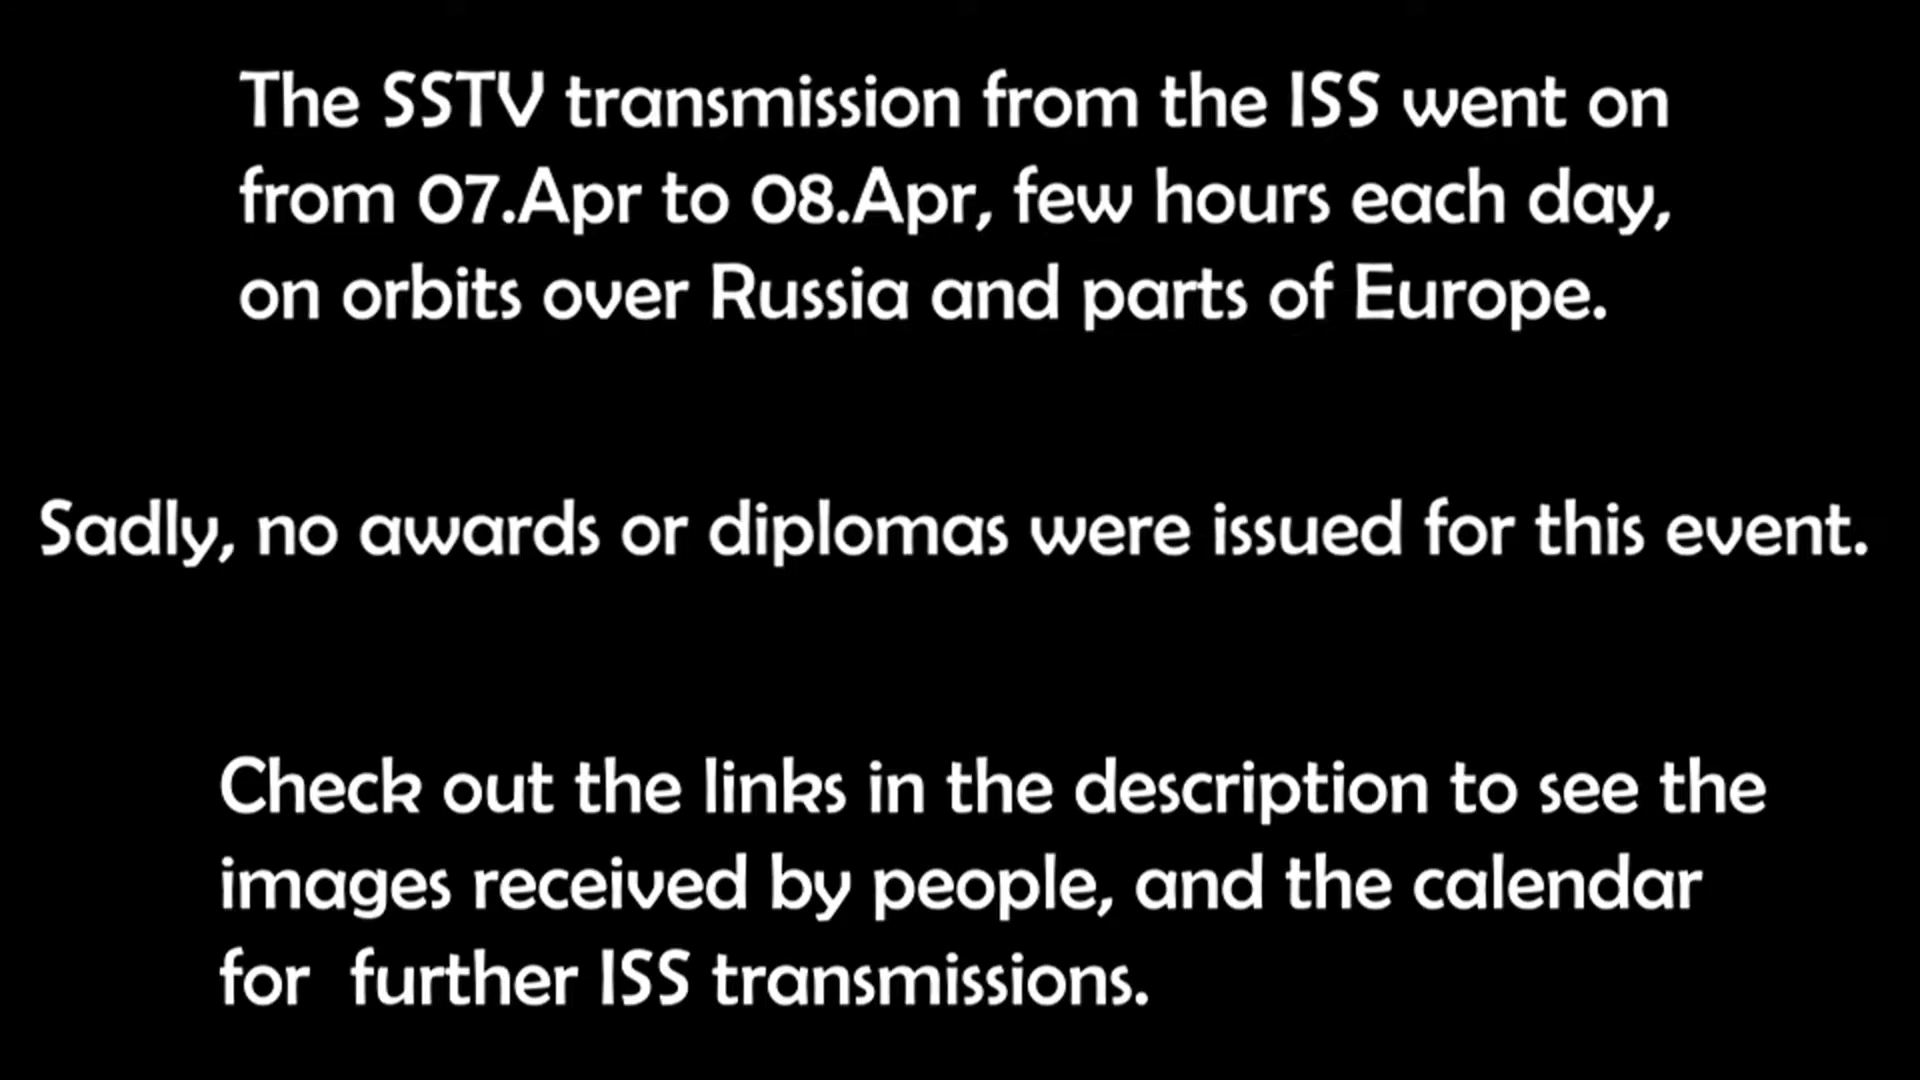 The SSTV transmission from the ISS went on
from 07.Apr to 08.Apr, few hours each day,
on orbits over Russia and parts of Europe.
Sadly, no awards or diplomas were issued for this event.
Check out the links in the description to see the
images received by people, and the calendar
for  further ISS transmissions.